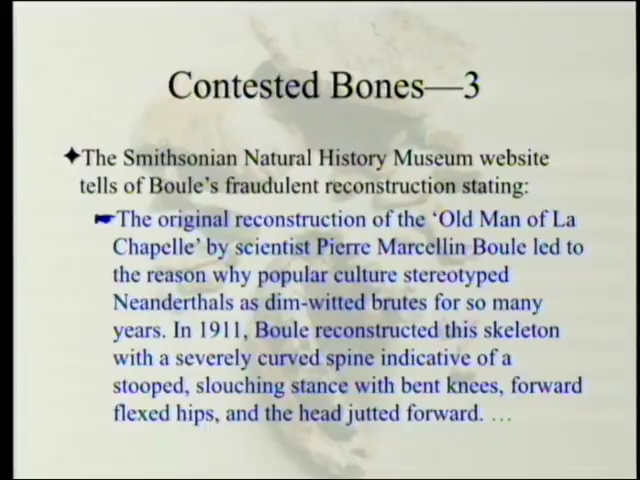 Contested Bones—3
✦The Smithsonian Natural History Museum website
tells of Boule's fraudulent reconstruction stating:
☛The original reconstruction of the ‘Old Man of La
Chapelle’ by scientist Pierre Marcellin Boule led to
the reason why popular culture stereotyped
Neanderthals as dim-witted brutes for so many
years. In 1911, Boule reconstructed this skeleton
with a severely curved spine indicative of a
stooped, slouching stance with bent knees, forward
flexed hips, and the head jutted forward. …